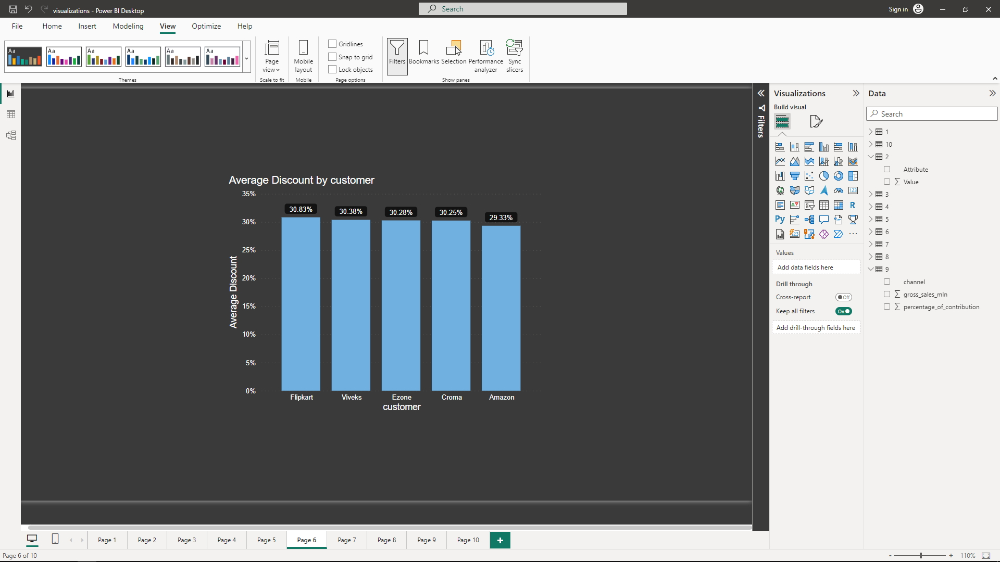 visualizations - Power BI Desktop
Search
Sign in
File Home Insert Modeling View Optimize Help
Aa Aa Aa Aa Aa Aa
Themes
Page view
Scale to fit
Mobile layout
Mobile
Gridlines
Snap to grid
Lock objects
Page options
Filters
Bookmarks
Selection
Performance analyzer
Sync slicers
Show panes
Average Discount by customer
Average Discount
35%
30%
25%
20%
15%
10%
5%
0%
30.83% 30.38% 30.28% 30.25% 29.33%
Flipkart Viveks Ezone Croma Amazon
customer
Filters
Visualizations
Build visual
123
R
Py
123
Values
Add data fields here
Drill through
Cross-report Off
Keep all filters On
Add drill-through fields here
Data
Search
1
10
2
Attribute
Σ Value
3
4
5
6
7
8
9
channel
Σ gross_sales_mln
Σ percentage_of_contribution
Page 1 Page 2 Page 3 Page 4 Page 5 Page 6 Page 7 Page 8 Page 9 Page 10 +
Page 6 of 10
- + 110%